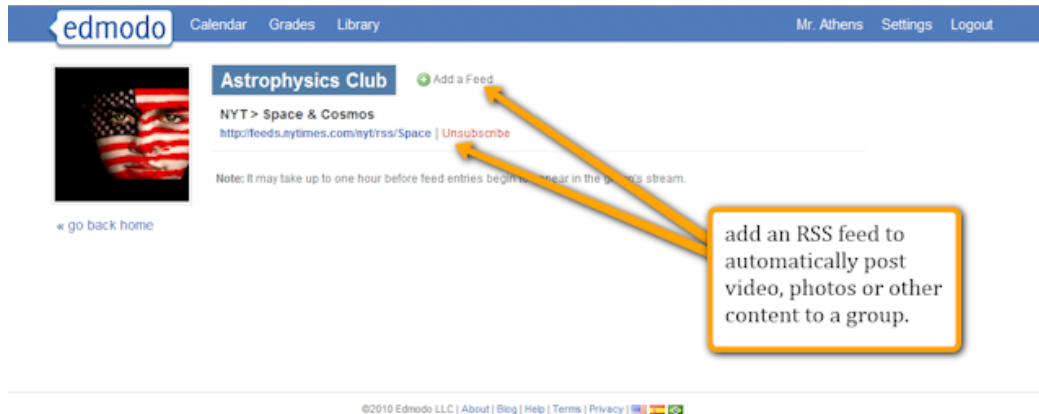 edmodo Calendar Grades Library Mr. Athens Settings Logout
Astrophysics Club Add a Feed
NYT > Space & Cosmos
http://feeds.nytimes.com/nyt/rss/Space | Unsubscribe
Note: It may take up to one hour before feed entries begin to appear in the group's stream.
« go back home
add an RSS feed to
automatically post
video, photos or other
content to a group.
©2010 Edmodo LLC | About | Blog | Help | Terms | Privacy |